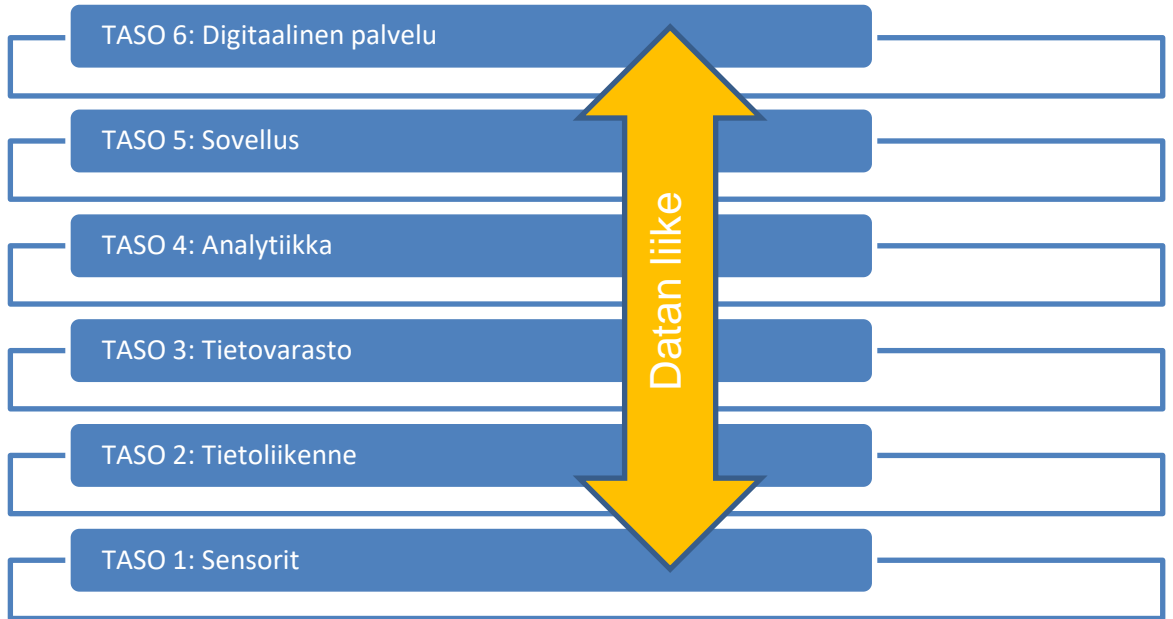 TASO 6: Digitaalinen palvelu
TASO 5: Sovellus
TASO 4: Analytiikka
TASO 3: Tietovarasto
TASO 2: Tietoliikenne
TASO 1: Sensorit
Datan liike